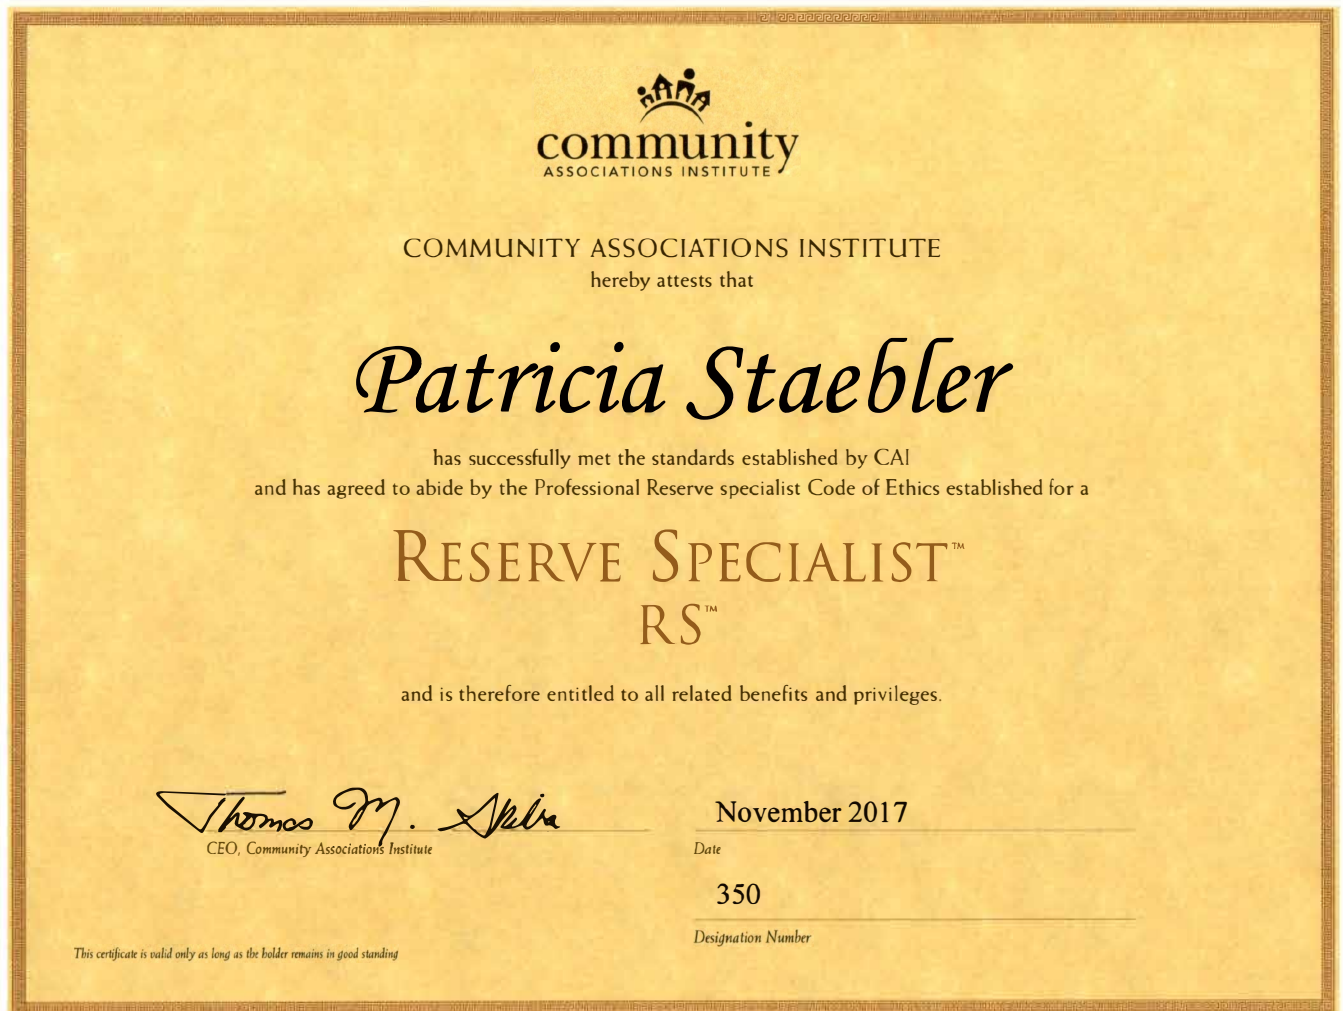 community
ASSOCIATIONS INSTITUTE
COMMUNITY ASSOCIATIONS INSTITUTE
hereby attests that
Patricia Staebler
has successfully met the standards established by CAI
and has agreed to abide by the Professional Reserve specialist Code of Ethics established for a
RESERVE SPECIALIST™
RS™
and is therefore entitled to all related benefits and privileges.
Thomas M. Skiba
CEO, Community Associations Institute
November 2017
Date
350
Designation Number
This certificate is valid only as long as the holder remains in good standing